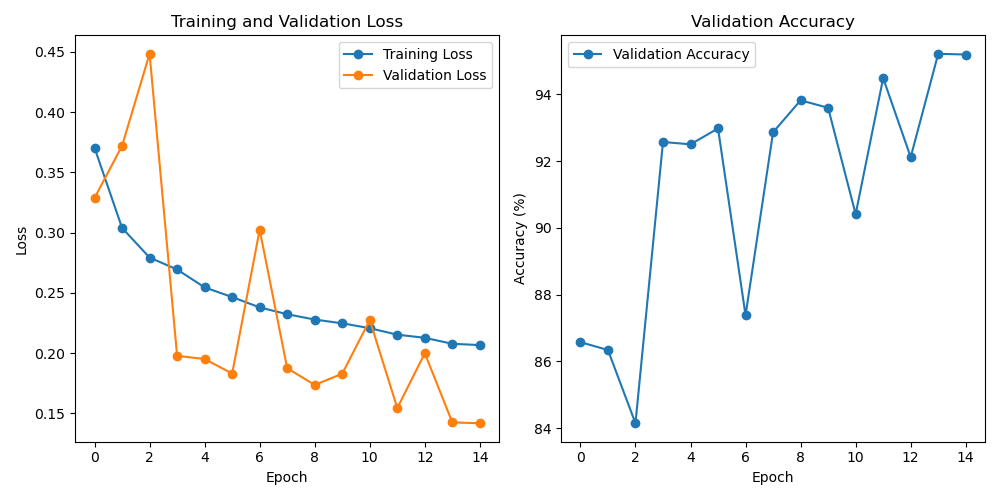 Training and Validation Loss
Training Loss
Validation Loss
0.45
0.40
0.35
0.30
0.25
0.20
0.15
Loss
0 2 4 6 8 10 12 14
Epoch
Validation Accuracy
Validation Accuracy
94
92
90
88
86
84
Accuracy (%)
0 2 4 6 8 10 12 14
Epoch